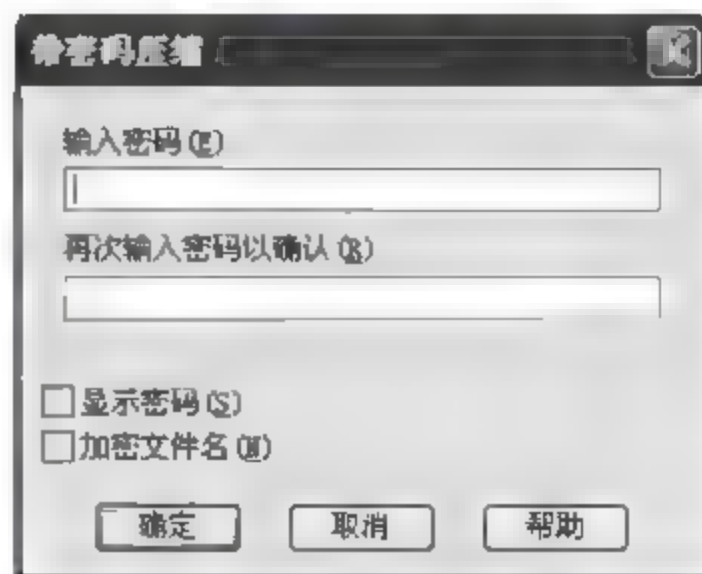 带密码压缩
输入密码(E)
再次输入密码以确认(R)
显示密码(S)
加密文件名(N)
确定 取消 帮助